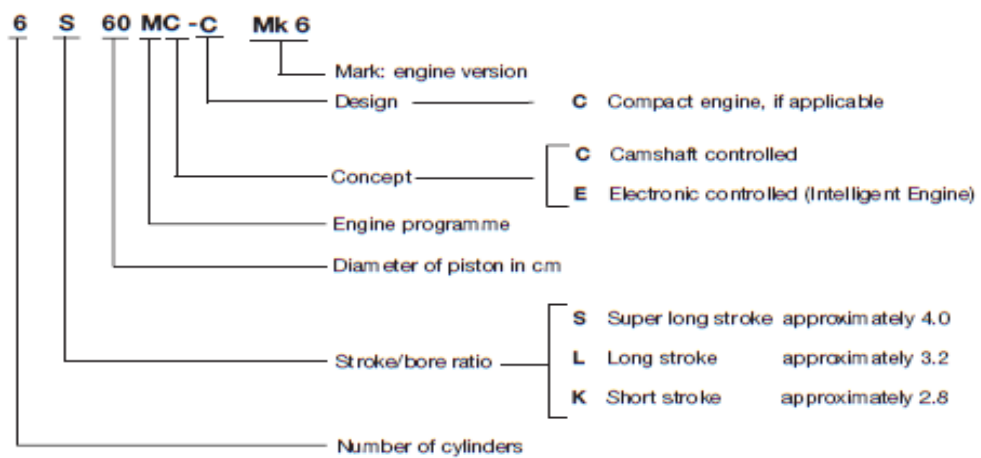 6 S 60 M C - C Mk 6
Mark: engine version
Design C Compact engine, if applicable
C Camshaft controlled
Concept
E Electronic controlled (Intelligent Engine)
Engine programme
Diameter of piston in cm
S Super long stroke approximately 4.0
Stroke/bore ratio L Long stroke approximately 3.2
K Short stroke approximately 2.8
Number of cylinders